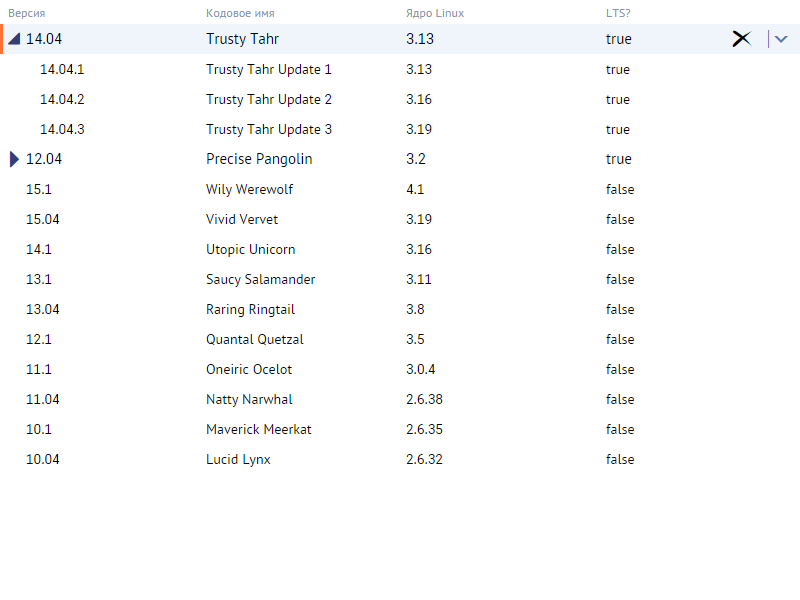 Версия Кодовое имя Ядро Linux LTS?
14.04 Trusty Tahr 3.13 true
14.04.1 Trusty Tahr Update 1 3.13 true
14.04.2 Trusty Tahr Update 2 3.16 true
14.04.3 Trusty Tahr Update 3 3.19 true
12.04 Precise Pangolin 3.2 true
15.1 Wily Werewolf 4.1 false
15.04 Vivid Vervet 3.19 false
14.1 Utopic Unicorn 3.16 false
13.1 Saucy Salamander 3.11 false
13.04 Raring Ringtail 3.8 false
12.1 Quantal Quetzal 3.5 false
11.1 Oneiric Ocelot 3.0.4 false
11.04 Natty Narwhal 2.6.38 false
10.1 Maverick Meerkat 2.6.35 false
10.04 Lucid Lynx 2.6.32 false